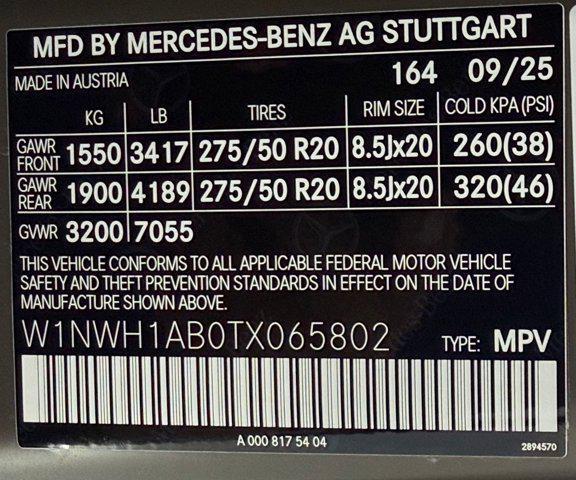 MFD BY MERCEDES-BENZ AG STUTTGART
MADE IN AUSTRIA 164 09/25
KG LB TIRES RIM SIZE COLD KPA(PSI)
GAWR FRONT 1550 3417 275/50 R20 8.5Jx20 260(38)
GAWR REAR 1900 4189 275/50 R20 8.5Jx20 320(46)
GVWR 3200 7055
THIS VEHICLE CONFORMS TO ALL APPLICABLE FEDERAL MOTOR VEHICLE
SAFETY AND THEFT PREVENTION STANDARDS IN EFFECT ON THE DATE OF
MANUFACTURE SHOWN ABOVE.
W1NWH1AB0TX065802 TYPE: MPV
A 000 817 54 04
2894570